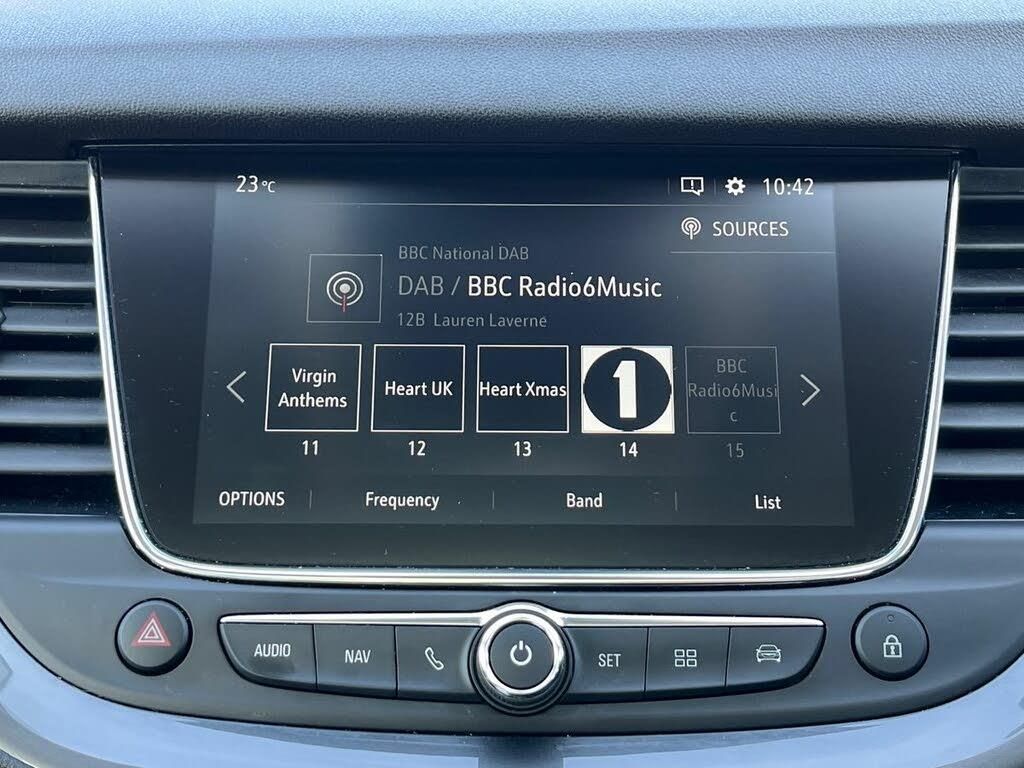 23°C
10:42
SOURCES
BBC National DAB
DAB / BBC Radio6Music
12B Lauren Laverne
Virgin
Anthems
Heart UK
Heart Xmas
1
BBC
Radio6Musi
c
11
12
13
14
15
OPTIONS
Frequency
Band
List
AUDIO
NAV
SET